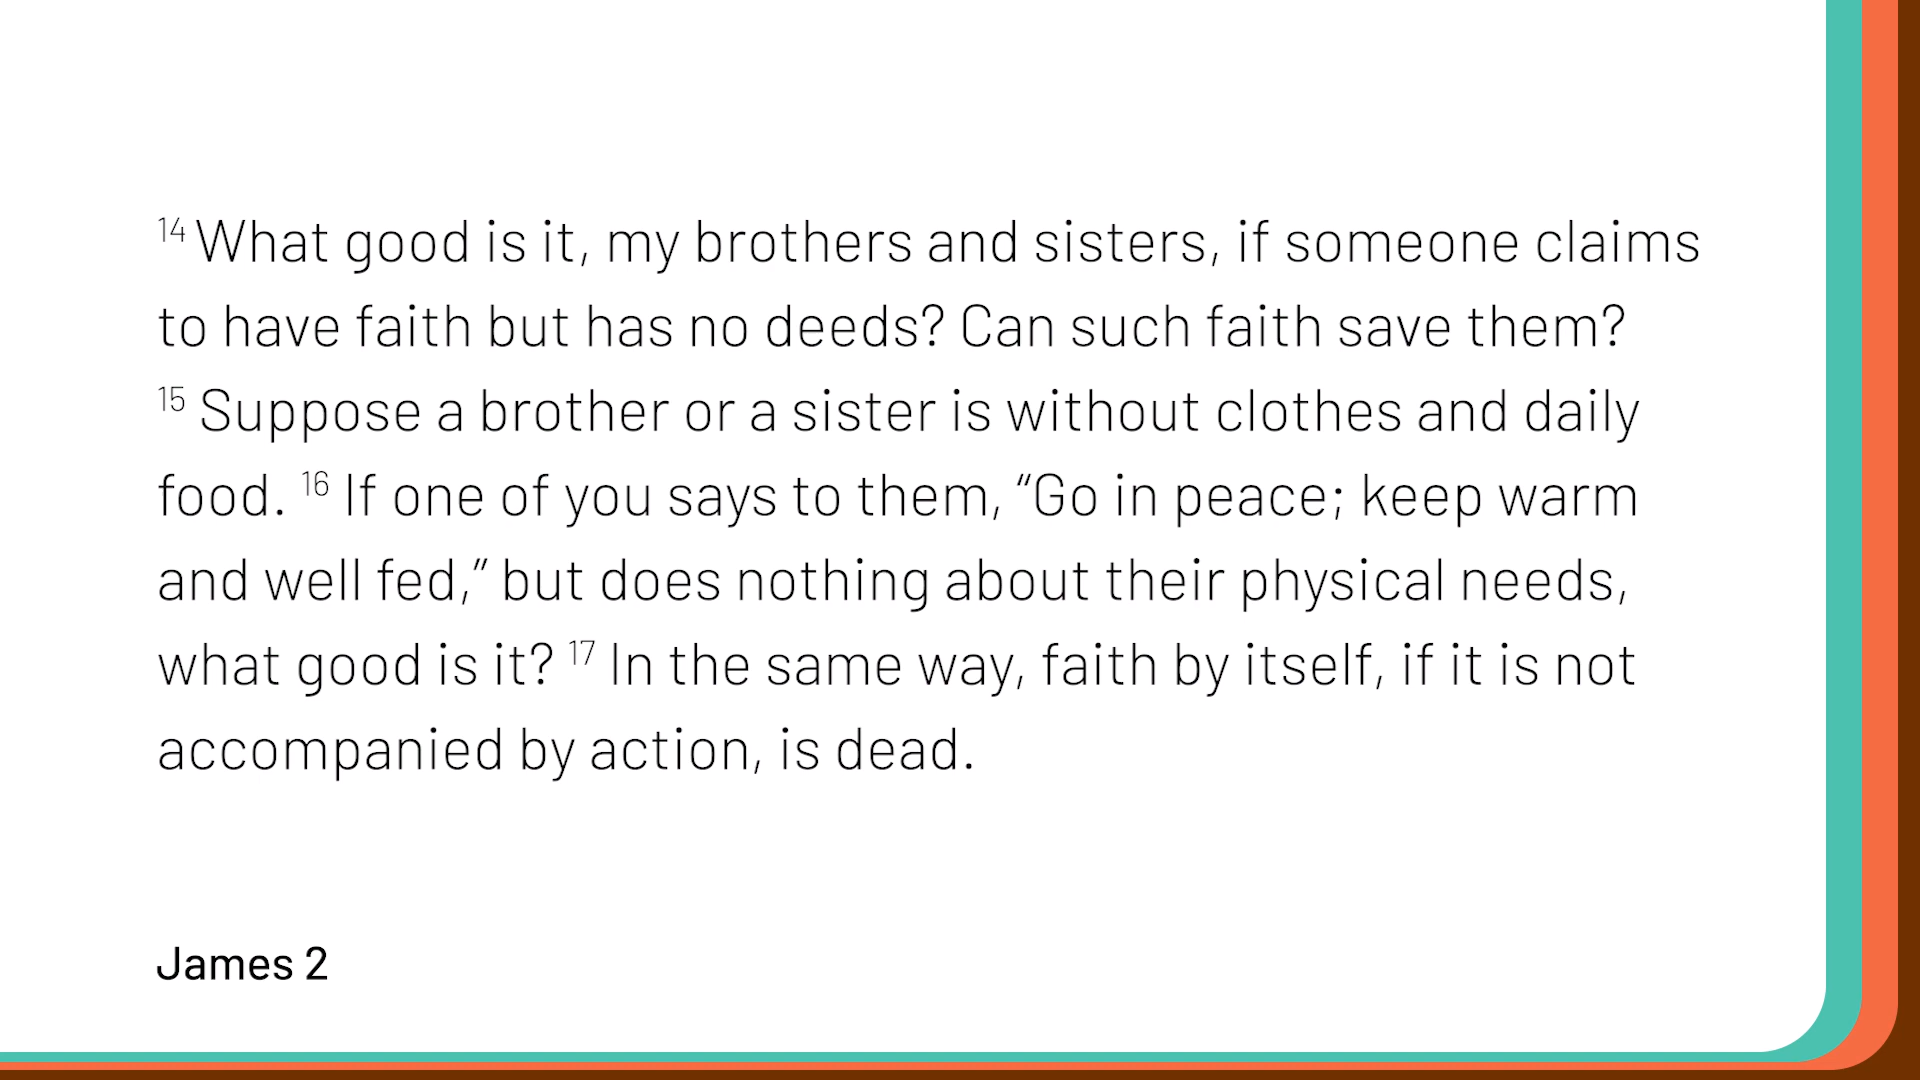 14 What good is it, my brothers and sisters, if someone claims
to have faith but has no deeds? Can such faith save them?
15 Suppose a brother or a sister is without clothes and daily
food. 16 If one of you says to them, “Go in peace; keep warm
and well fed,” but does nothing about their physical needs,
what good is it? 17 In the same way, faith by itself, if it is not
accompanied by action, is dead.
James 2